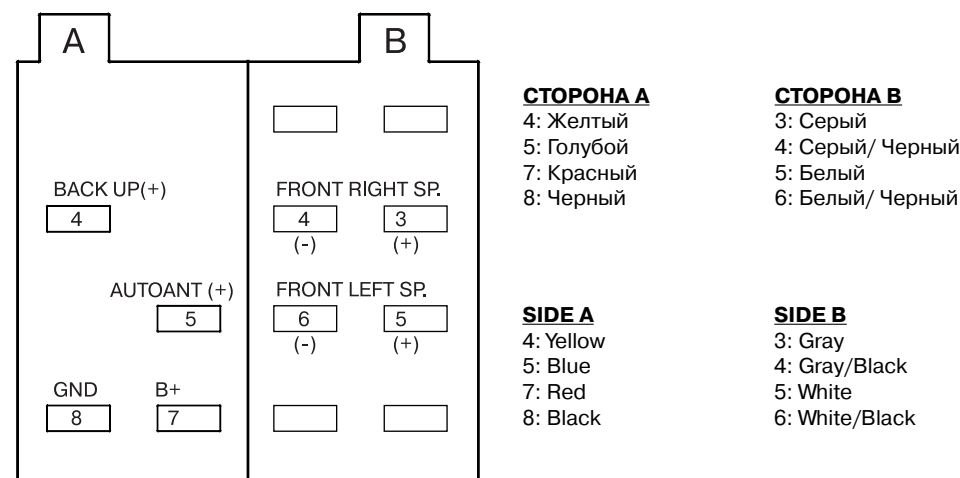 A
B
BACK UP(+)
4
AUTOANT (+)
5
GND
B+
8
7
FRONT RIGHT SP.
4
3
(-)
(+)
FRONT LEFT SP.
6
5
(-)
(+)
СТОРОНА А
4: Желтый
5: Голубой
7: Красный
8: Черный
СТОРОНА В
3: Серый
4: Серый/ Черный
5: Белый
6: Белый/ Черный
SIDE A
4: Yellow
5: Blue
7: Red
8: Black
SIDE B
3: Gray
4: Gray/Black
5: White
6: White/Black